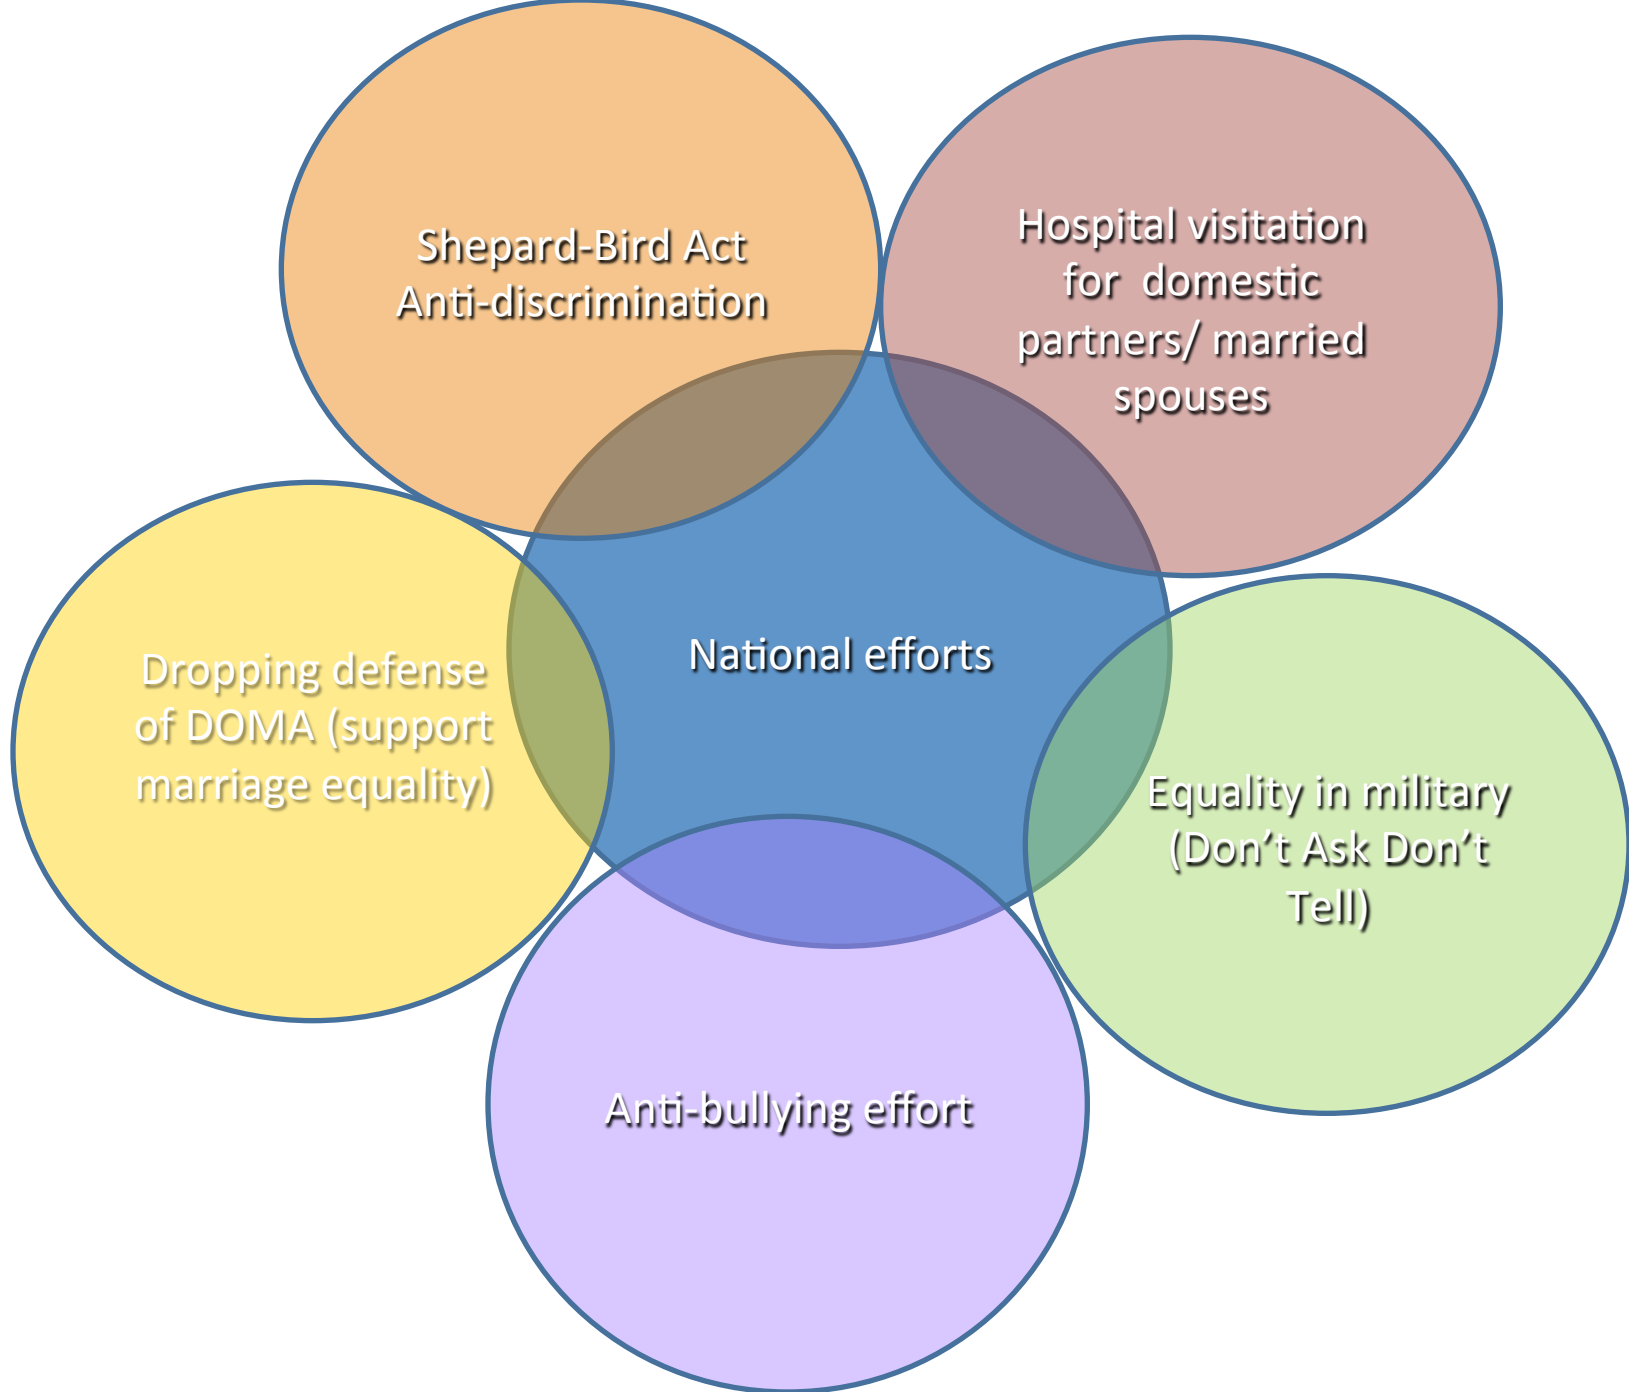 Shepard-Bird Act
Anti-discrimination
Hospital visitation
for  domestic
partners/ married
spouses
National efforts
Dropping defense
of DOMA (support
marriage equality)
Equality in military
(Don’t Ask Don’t
Tell)
Anti-bullying effort